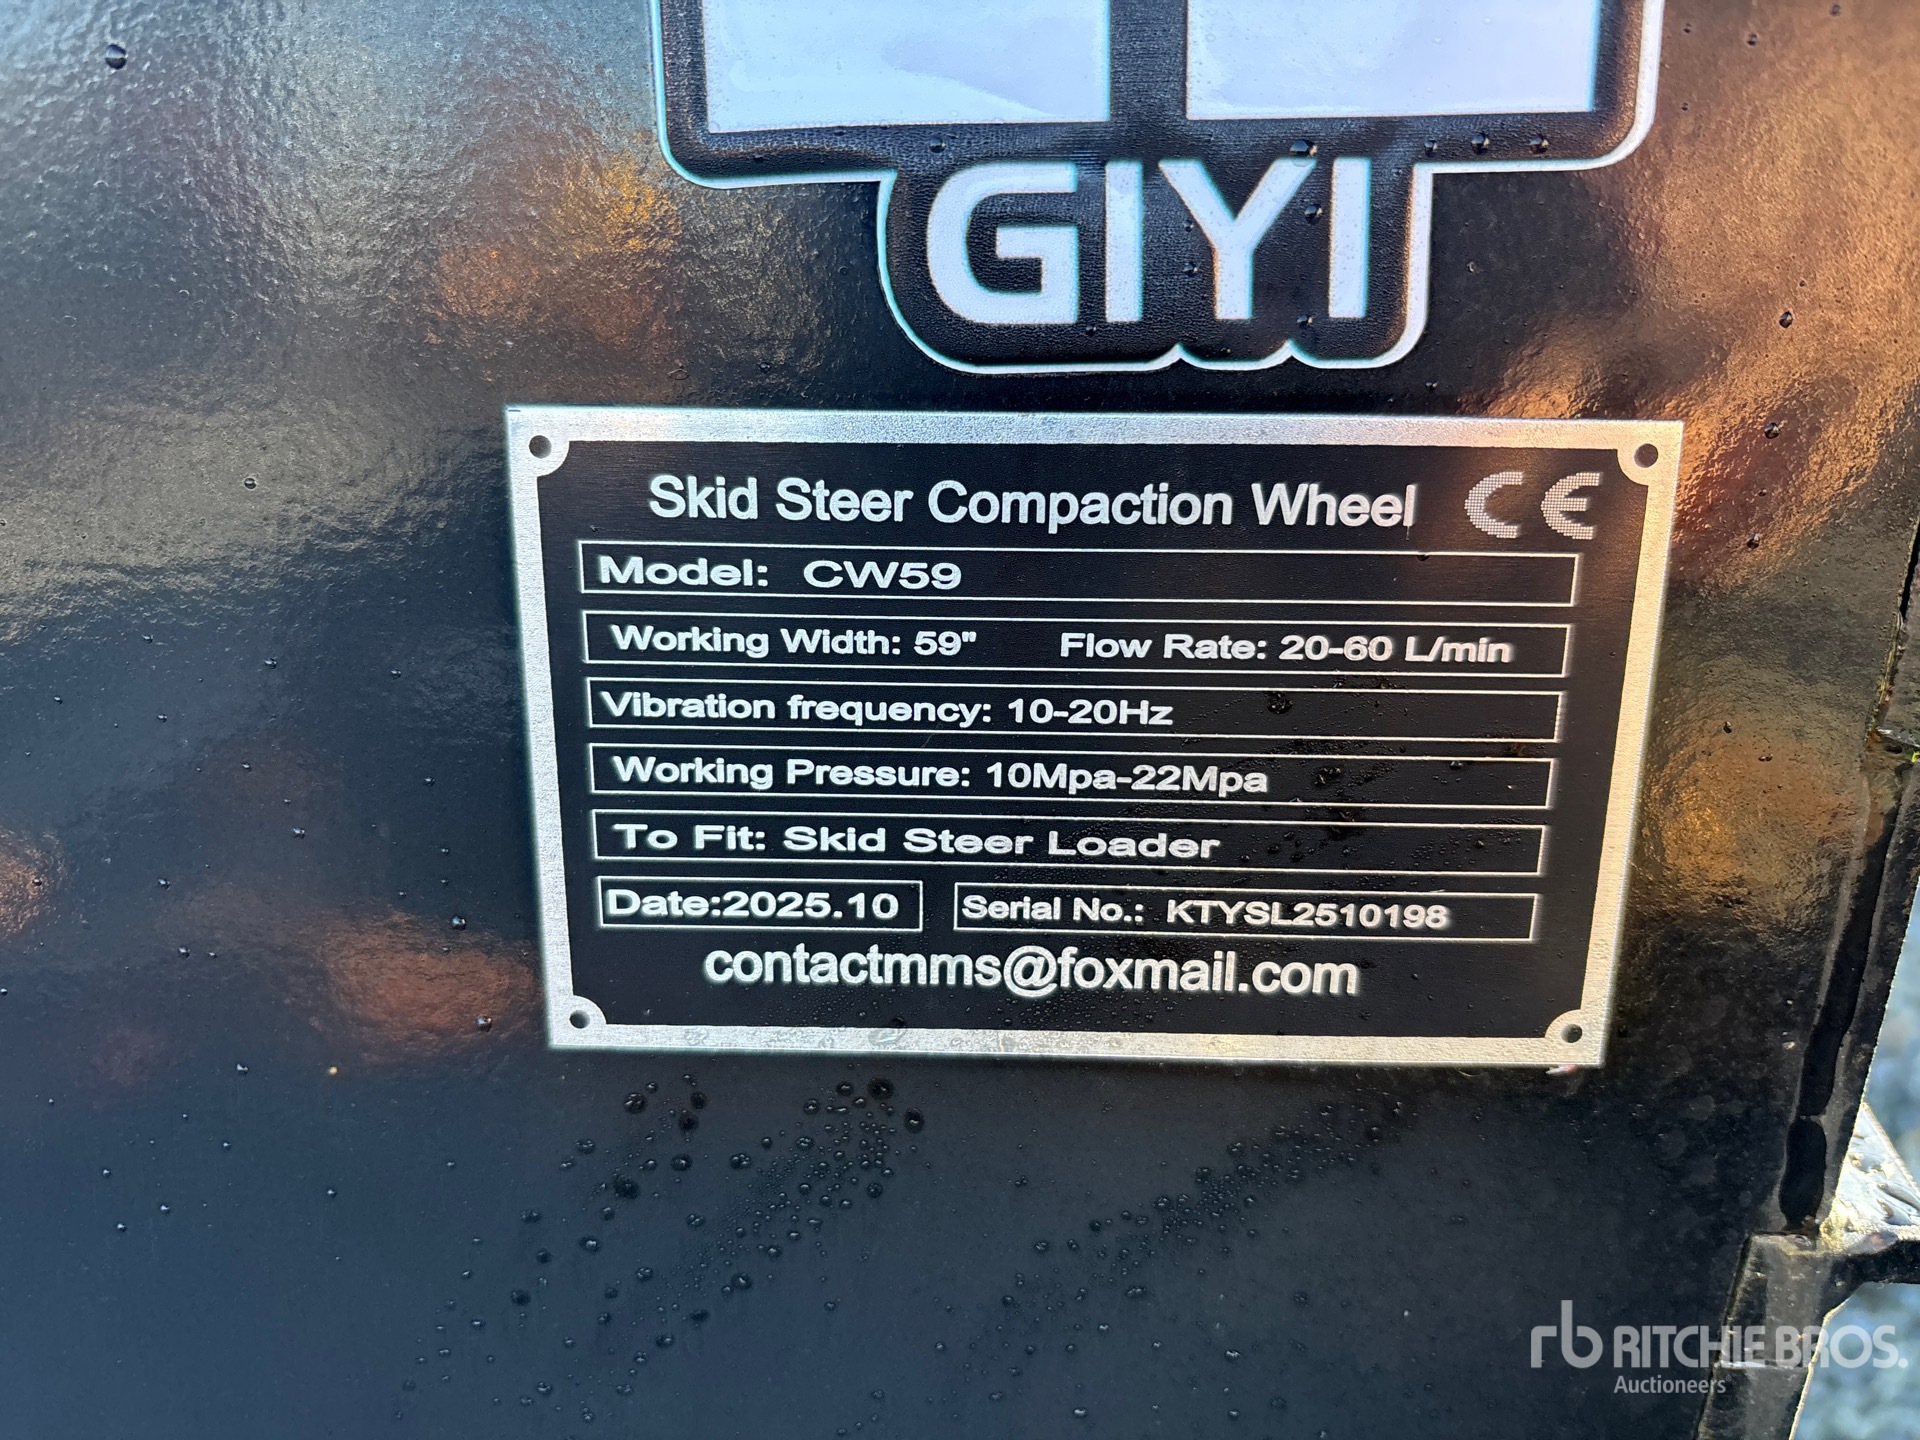 GIYI
Skid Steer Compaction Wheel CE
Model: CW59
Working Width: 59" Flow Rate: 20-60 L/min
Vibration frequency: 10-20Hz
Working Pressure: 10Mpa-22Mpa
To Fit: Skid Steer Loader
Date:2025.10 Serial No.: KTYSL2510198
contactmms@foxmail.com
rb RITCHIE BROS.
Auctioneers